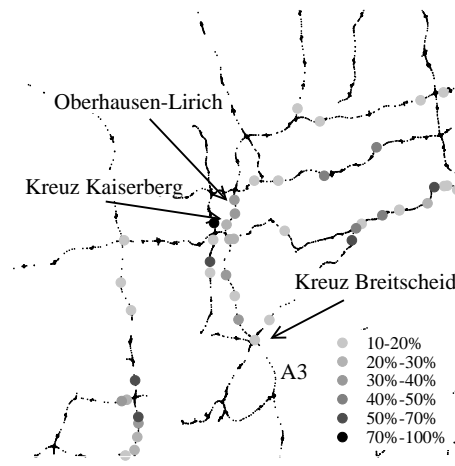 Oberhausen-Lirich
Kreuz Kaiserberg
Kreuz Breitscheid
A3
10-20%
20%-30%
30%-40%
40%-50%
50%-70%
70%-100%